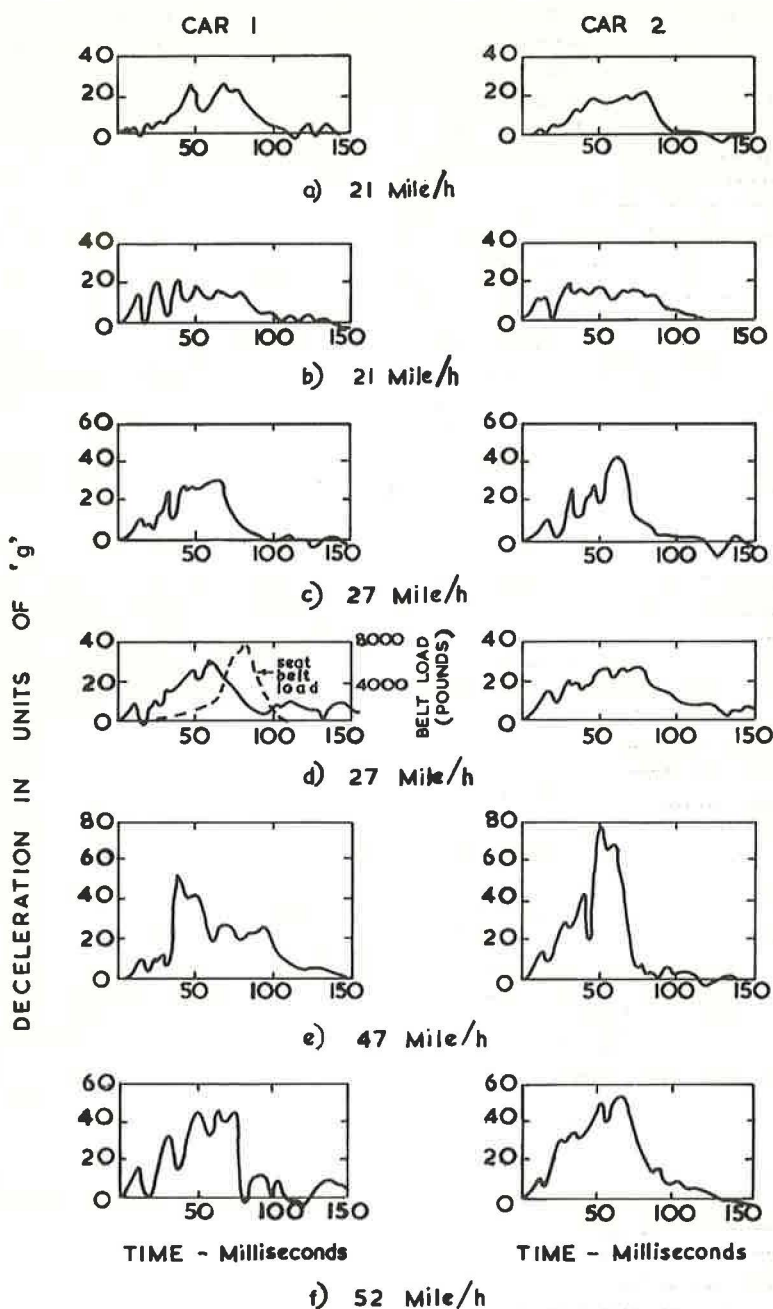 CAR 1 CAR 2
40 40
20 20
0 0
50 100 150 50 100 150
a) 21 Mile/h
40 40
20 20
0 0
50 100 150 50 100 150
b) 21 Mile/h
60 60
40 40
20 20
0 0
50 100 150 50 100 150
c) 27 Mile/h
40 8000 40
seat
belt
load
20 4000 20
0 0
BELT LOAD
(POUNDS)
50 100 150 50 100 150
d) 27 Mile/h
80 80
60 60
40 40
20 20
0 0
50 100 150 50 100 150
e) 47 Mile/h
60 60
40 40
20 20
0 0
50 100 150 50 100 150
TIME - Milliseconds TIME - Milliseconds
f) 52 Mile/h
DECELERATION IN UNITS OF 'g'